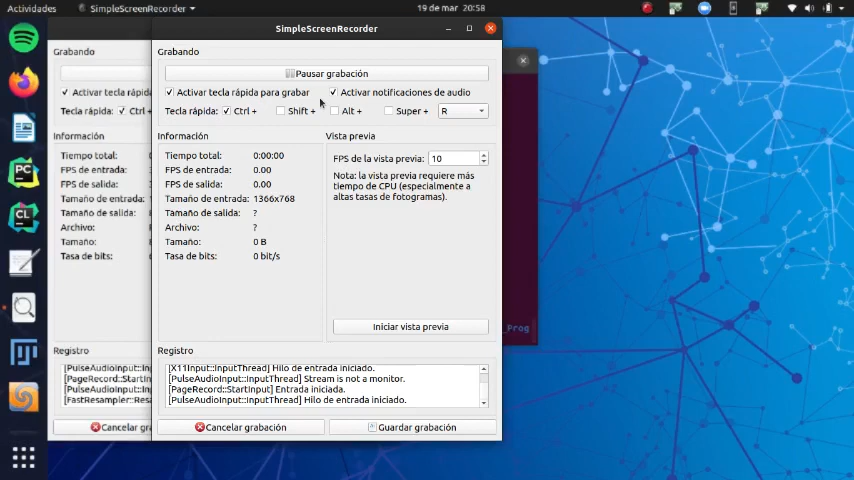 Actividades
SimpleScreenRecorder
19 de mar 20:58
SimpleScreenRecorder
Grabando
Activar tecla rápida
Tecla rápida:
Ctrl +
Información
Tiempo total:
FPS de entrada:
FPS de salida:
Tamaño de entrada:
Tamaño de salida:
Archivo:
Tamaño:
Tasa de bits:
Registro
[PulseAudioInput::Inpu
[PageRecord::StartIn
[PulseAudioInput::Inpu
[FastResampler::Res
Cancelar gra
Grabando
Pausar grabación
Activar tecla rápida para grabar
Activar notificaciones de audio
Tecla rápida: Ctrl + Shift + Alt + Super + R
Información
Tiempo total: 0:00:00
FPS de entrada: 0.00
FPS de salida: 0.00
Tamaño de entrada: 1366x768
Tamaño de salida: ?
Archivo: ?
Tamaño: 0 B
Tasa de bits: 0 bit/s
Vista previa
FPS de la vista previa: 10
Nota: la vista previa requiere más
tiempo de CPU (especialmente a
altas tasas de fotogramas).
Iniciar vista previa
Registro
[X11Input::InputThread] Hilo de entrada iniciado.
[PulseAudioInput::InputThread] Stream is not a monitor.
[PageRecord::StartInput] Entrada iniciada.
[PulseAudioInput::InputThread] Hilo de entrada iniciado.
Cancelar grabación
Guardar grabación
_Prog
PC
CL